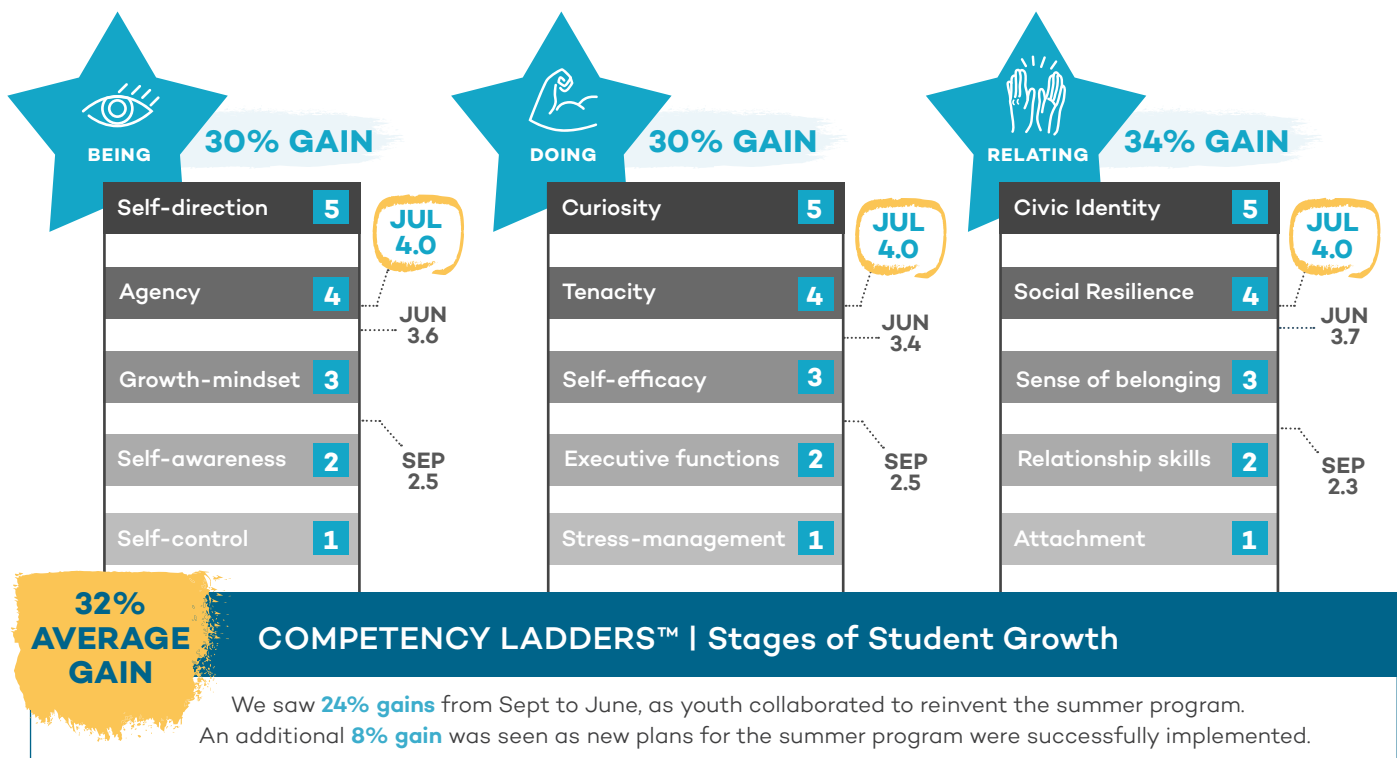 BEING
30% GAIN
Self-direction 5
Agency 4
Growth-mindset 3
Self-awareness 2
Self-control 1
JUL
4.0
JUN
3.6
SEP
2.5
DOING
30% GAIN
Curiosity 5
Tenacity 4
Self-efficacy 3
Executive functions 2
Stress-management 1
JUL
4.0
JUN
3.4
SEP
2.5
RELATING
34% GAIN
Civic Identity 5
Social Resilience 4
Sense of belonging 3
Relationship skills 2
Attachment 1
JUL
4.0
JUN
3.7
SEP
2.3
32%
AVERAGE
GAIN
COMPETENCY LADDERS™ | Stages of Student Growth
We saw 24% gains from Sept to June, as youth collaborated to reinvent the summer program.
An additional 8% gain was seen as new plans for the summer program were successfully implemented.